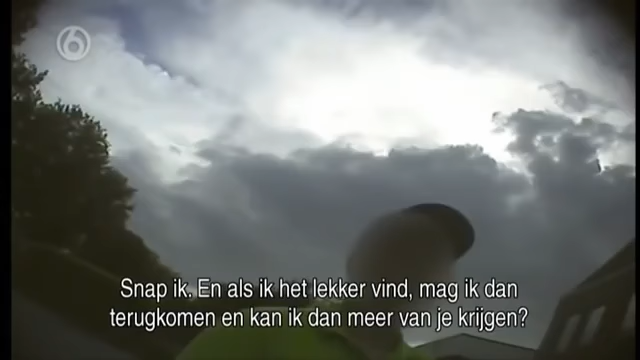 6
Snap ik. En als ik het lekker vind, mag ik dan
terugkomen en kan ik dan meer van je krijgen?